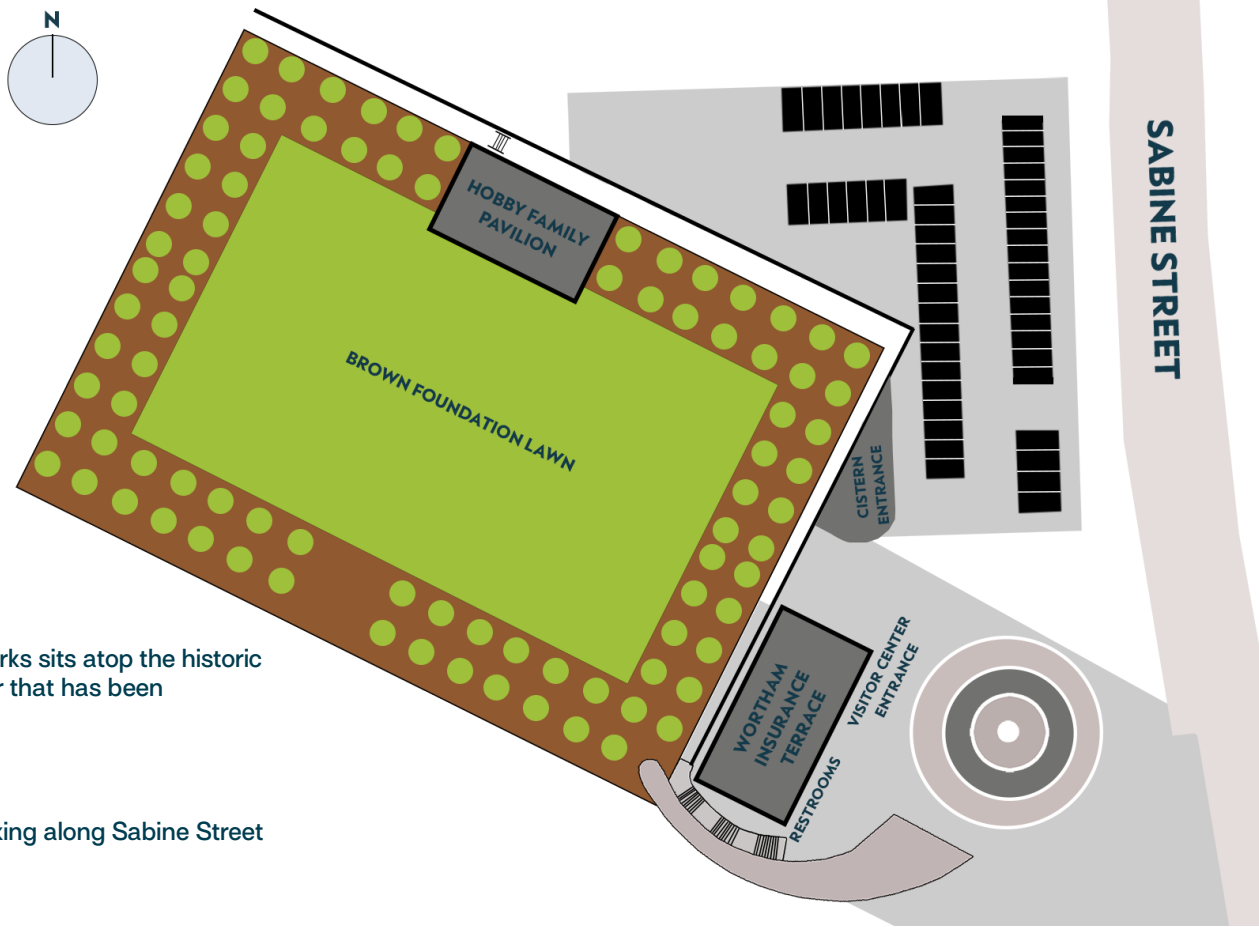 N
HOBBY FAMILY
PAVILION
SABINE STREET
BROWN FOUNDATION LAWN
CISTERN
ENTRANCE
WORTHAM
INSURANCE
TERRACE
VISITOR CENTER
ENTRANCE
RESTROOMS
rks sits atop the historic
r that has been
king along Sabine Street